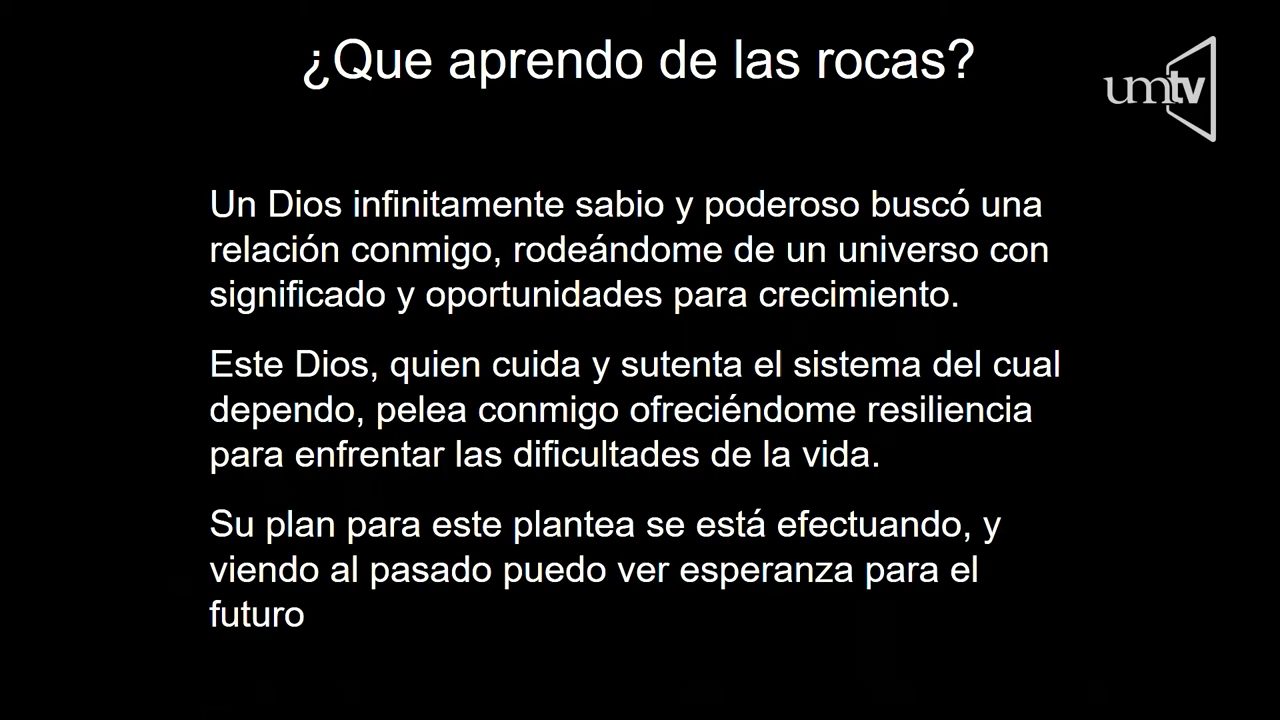 ¿Que aprendo de las rocas?
umtv
Un Dios infinitamente sabio y poderoso buscó una
relación conmigo, rodeándome de un universo con
significado y oportunidades para crecimiento.
Este Dios, quien cuida y sutenta el sistema del cual
dependo, pelea conmigo ofreciéndome resiliencia
para enfrentar las dificultades de la vida.
Su plan para este plantea se está efectuando, y
viendo al pasado puedo ver esperanza para el
futuro